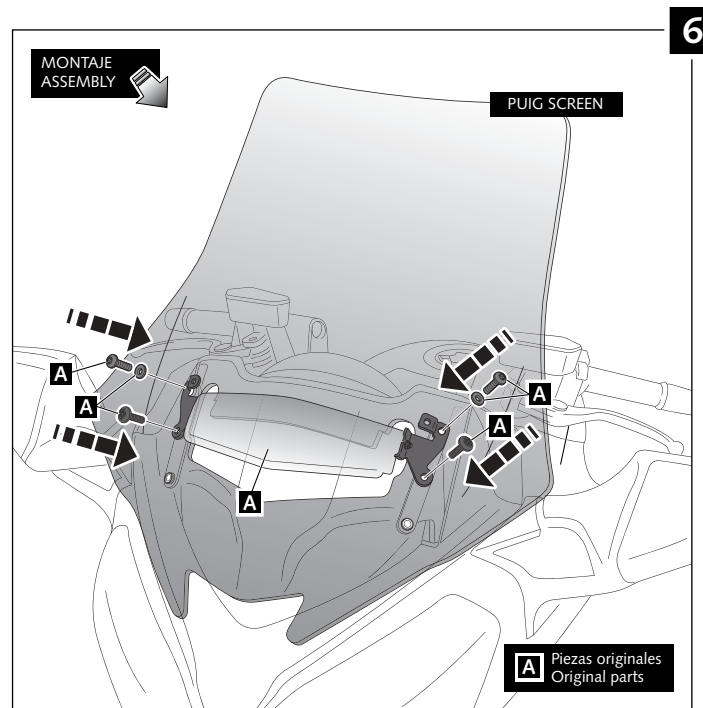 6
MONTAJE
ASSEMBLY
PUIG SCREEN
A
A
A
A
A
A Piezas originales
Original parts